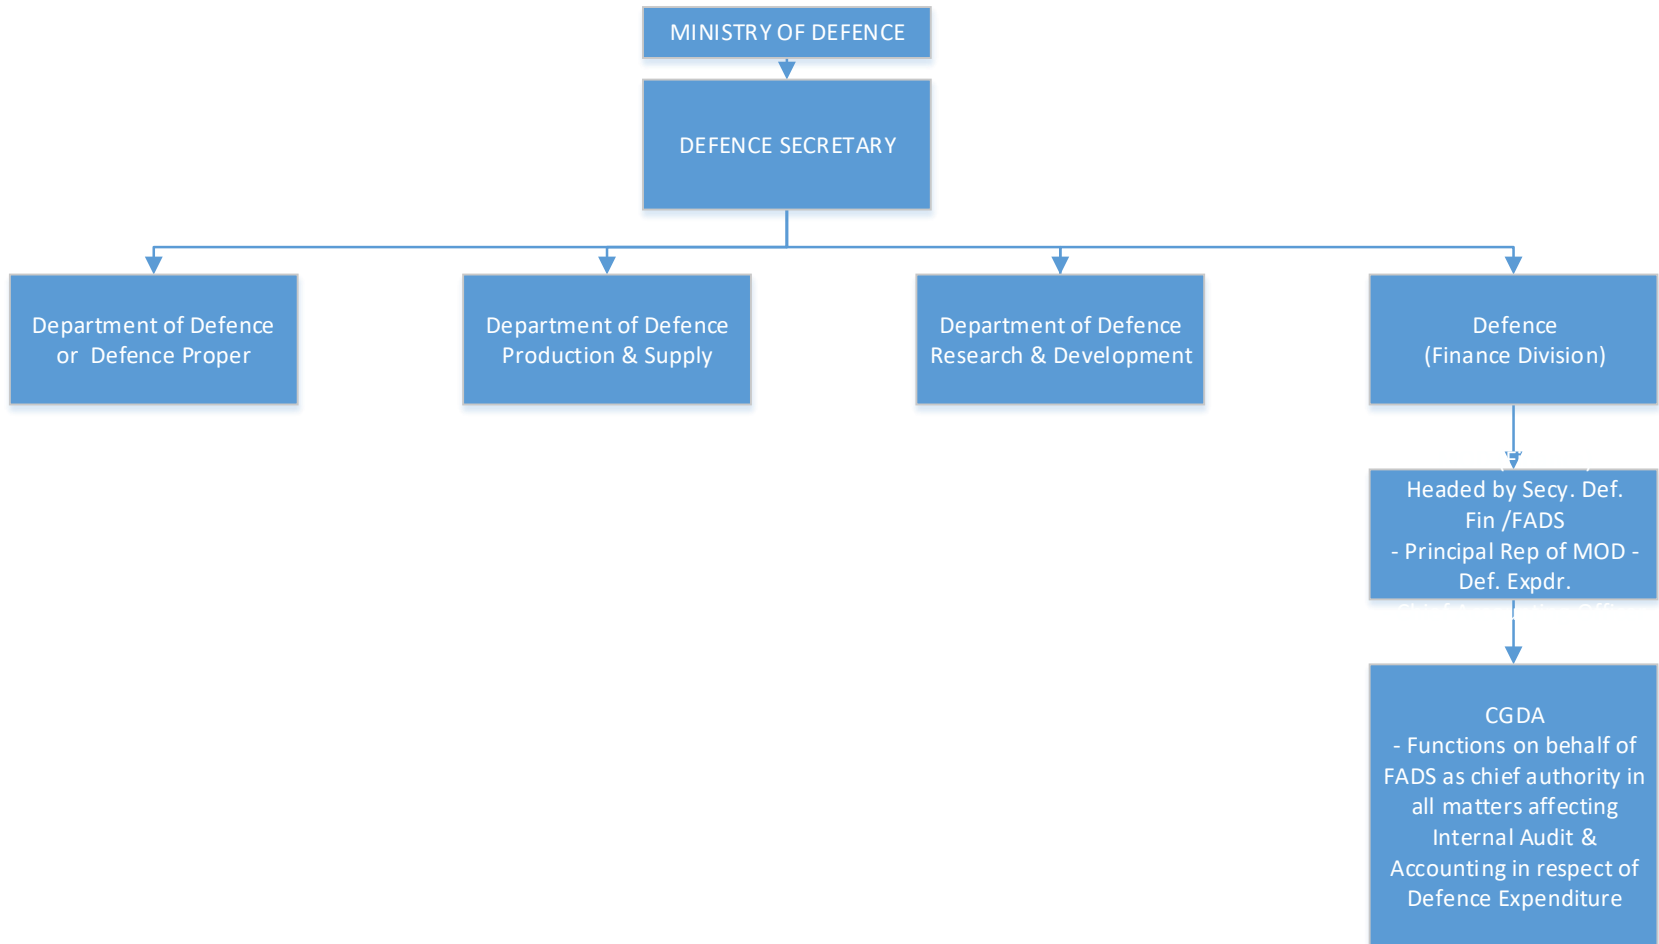 MINISTRY OF DEFENCE
DEFENCE SECRETARY
Department of Defence
or Defence Proper
Department of Defence
Production & Supply
Department of Defence
Research & Development
Defence
(Finance Division)
Headed by Secy. Def.
Fin /FADS
- Principal Rep of MOD -
Def. Expdr.
CGDA
- Functions on behalf of
FADS as chief authority in
all matters affecting
Internal Audit &
Accounting in respect of
Defence Expenditure